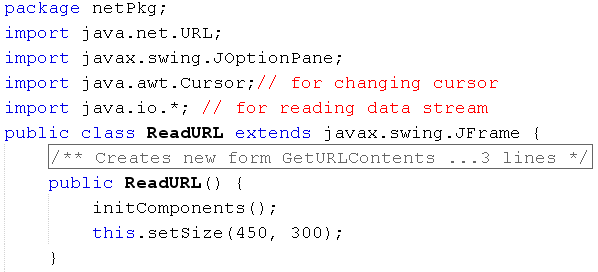 package netPkg;
import java.net.URL;
import javax.swing.JOptionPane;
import java.awt.Cursor;// for changing cursor
import java.io.*; // for reading data stream
public class ReadURL extends javax.swing.JFrame {
/** Creates new form GetURLContents ...3 lines */
public ReadURL() {
initComponents();
this.setSize(450, 300);
}